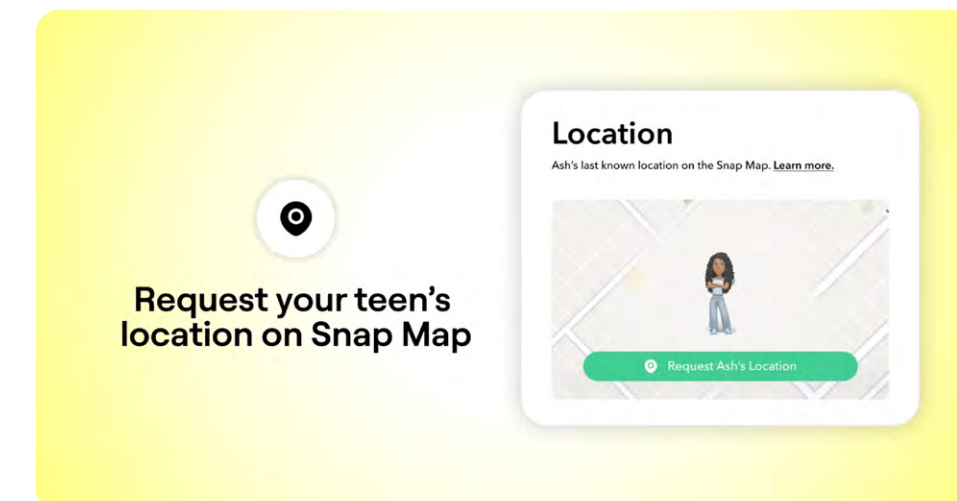 Request your teen's
location on Snap Map
Location
Ash's last known location on the Snap Map. Learn more.
Request Ash's Location